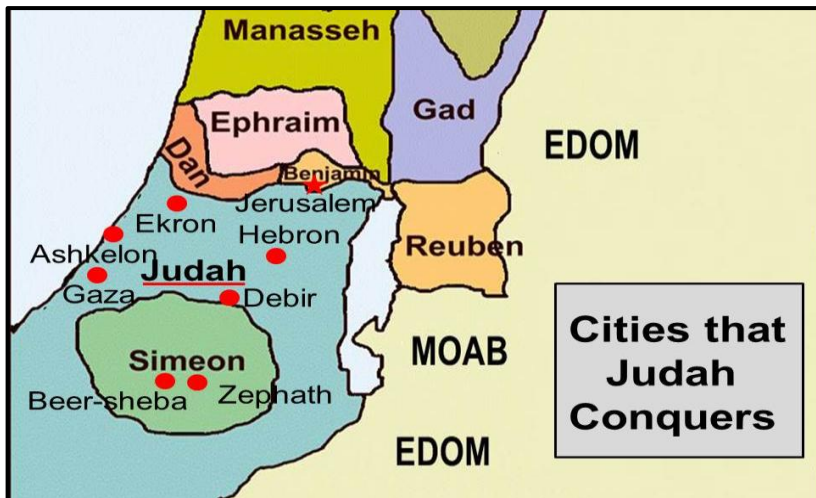 Manasseh
Ephraim
Gad
EDOM
Dan
Benjamin
Jerusalem
Ekron
Hebron
Reuben
Ashkelon
Judah
Gaza
Debir
Cities that
Judah
Conquers
MOAB
Simeon
Beer-sheba
Zephath
EDOM